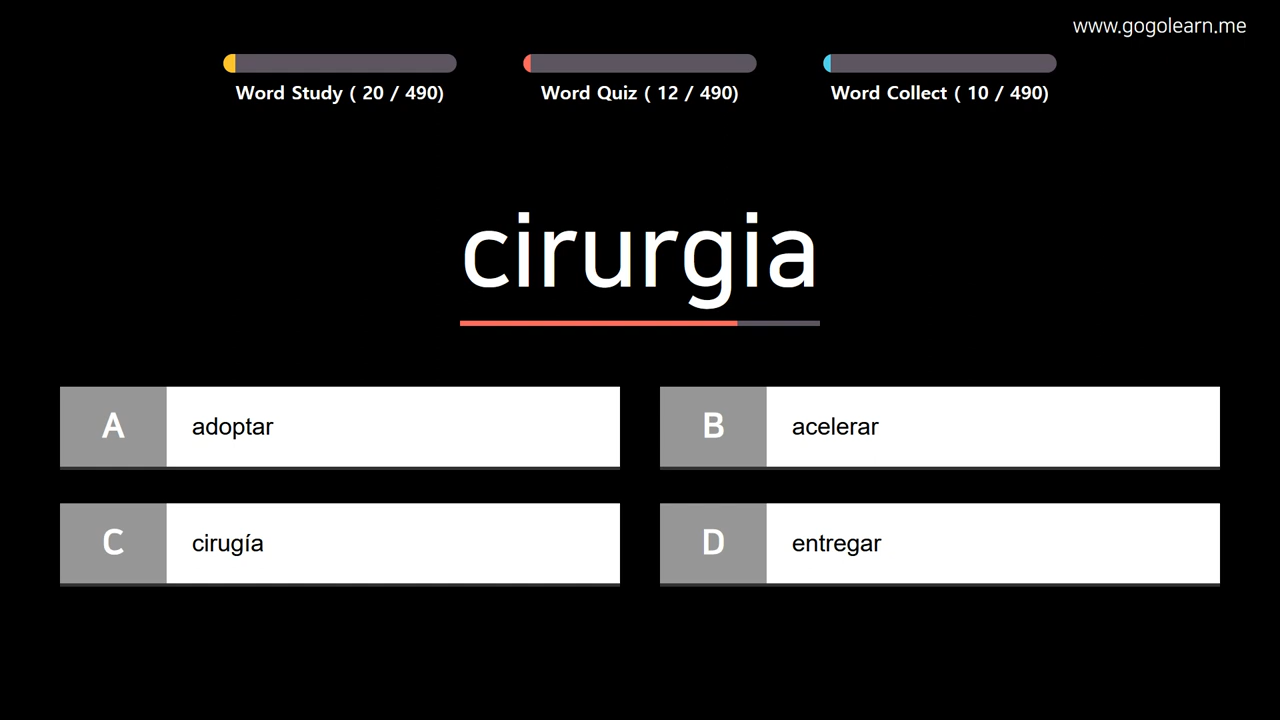 www.gogolearn.me
Word Study ( 20 / 490)
Word Quiz ( 12 / 490)
Word Collect ( 10 / 490)
cirurgia
A
adoptar
B
acelerar
C
cirugía
D
entregar